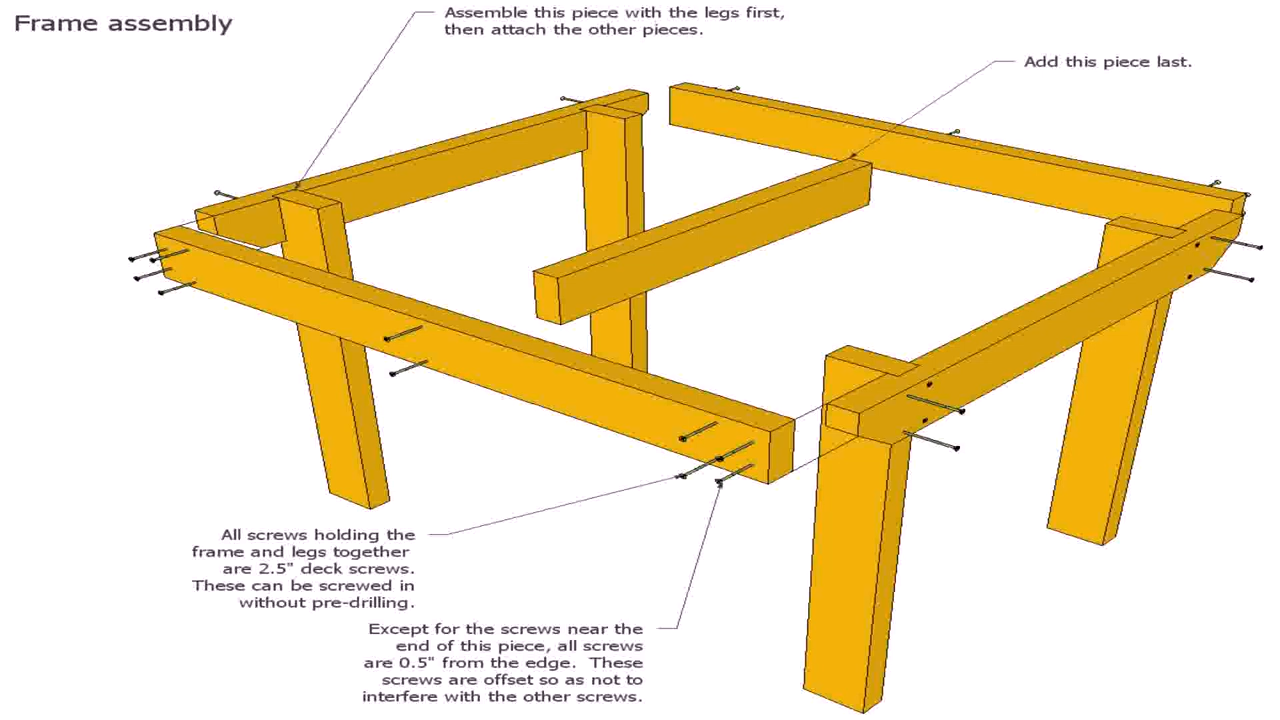 Frame assembly
Assemble this piece with the legs first,
then attach the other pieces.
Add this piece last.
All screws holding the
frame and legs together
are 2.5" deck screws.
These can be screwed in
without pre-drilling.
Except for the screws near the
end of this piece, all screws
are 0.5" from the edge. These
screws are offset so as not to
interfere with the other screws.